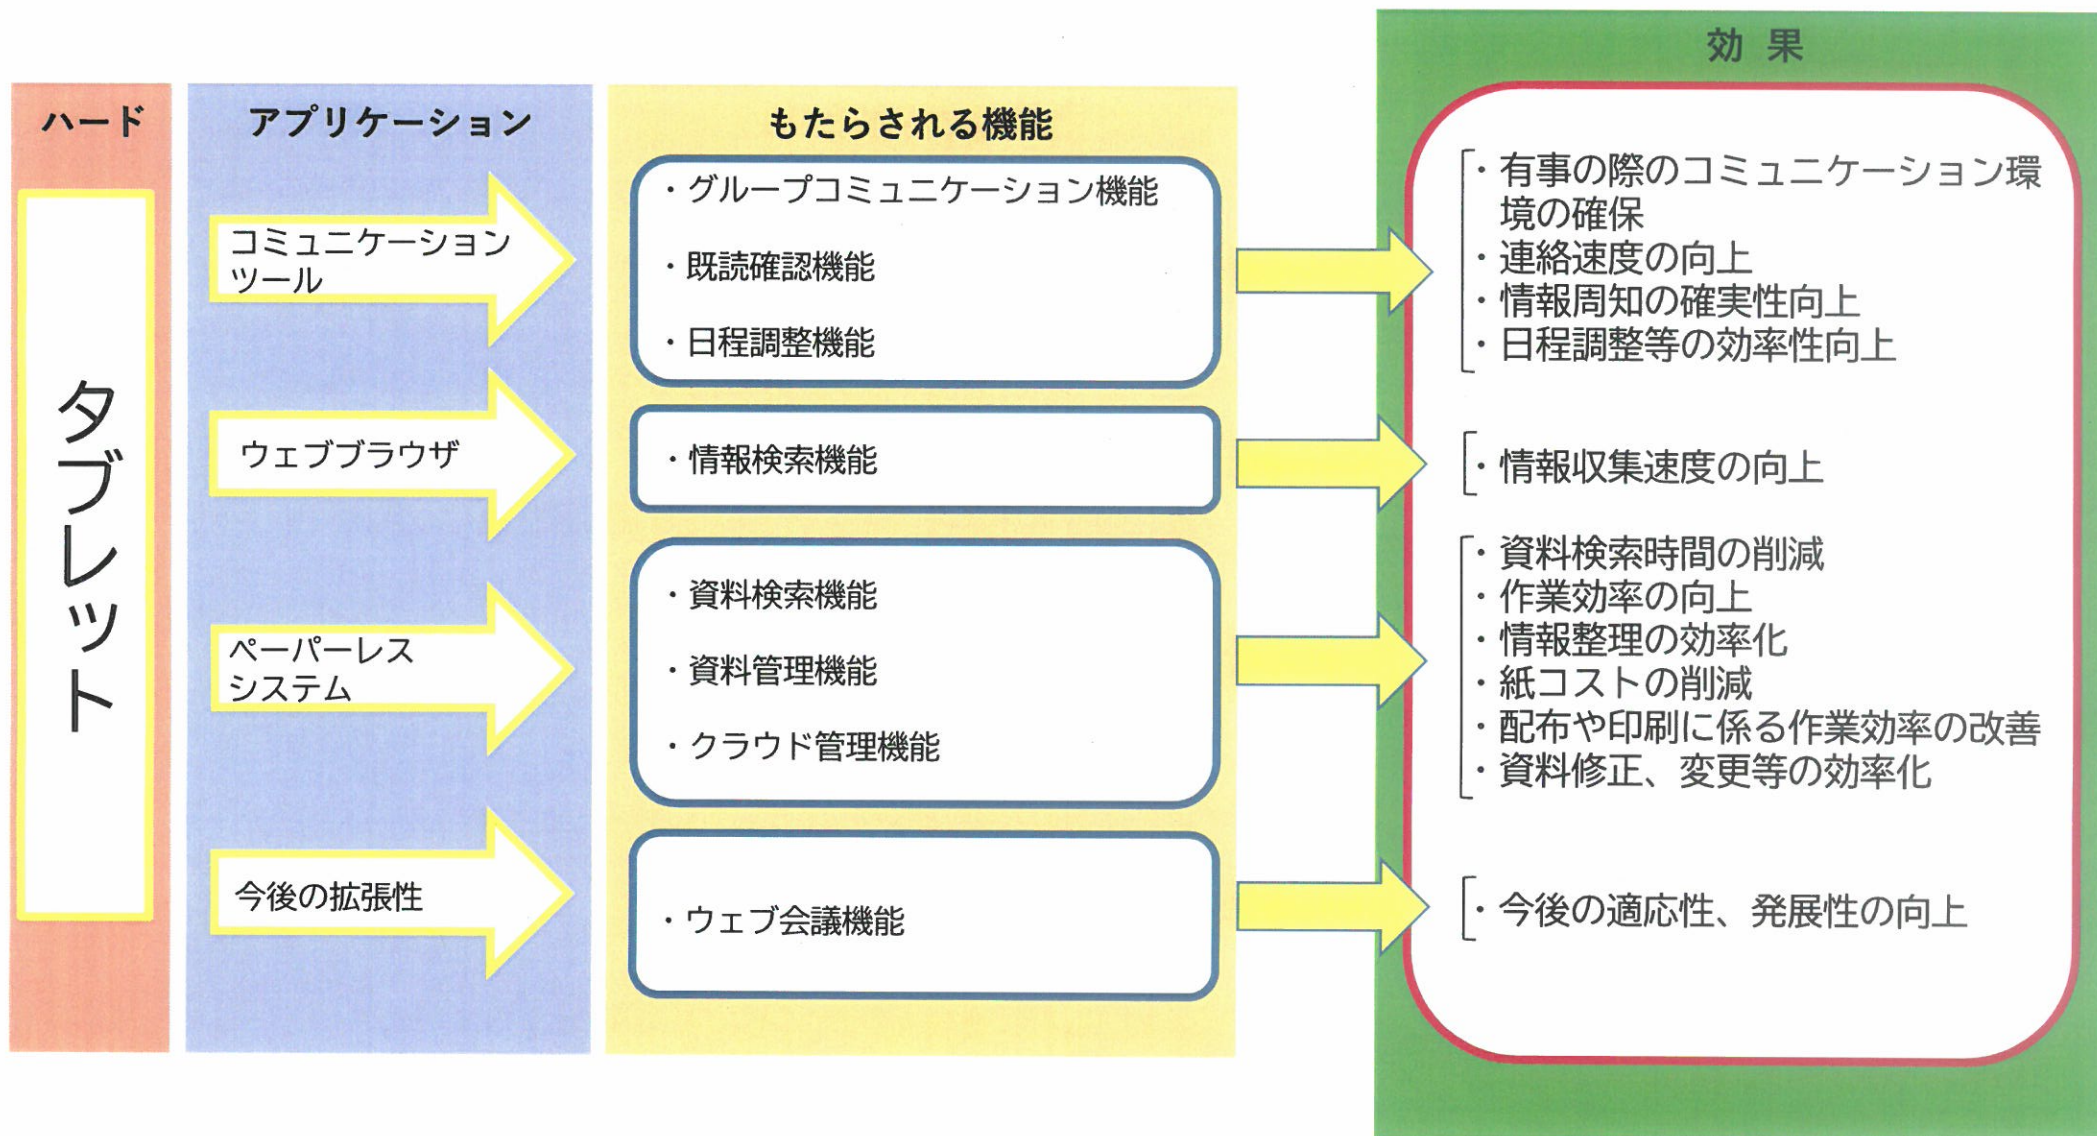 効 果
ハード
アプリケーション
もたらされる機能
タブレット
コミュニケーション
ツール
・グループコミュニケーション機能
・既読確認機能
・日程調整機能
・有事の際のコミュニケーション環
境の確保
・連絡速度の向上
・情報周知の確実性向上
・日程調整等の効率性向上
ウェブブラウザ
・情報検索機能
・情報収集速度の向上
ペーパーレス
システム
・資料検索機能
・資料管理機能
・クラウド管理機能
・資料検索時間の削減
・作業効率の向上
・情報整理の効率化
・紙コストの削減
・配布や印刷に係る作業効率の改善
・資料修正、変更等の効率化
今後の拡張性
・ウェブ会議機能
・今後の適応性、発展性の向上